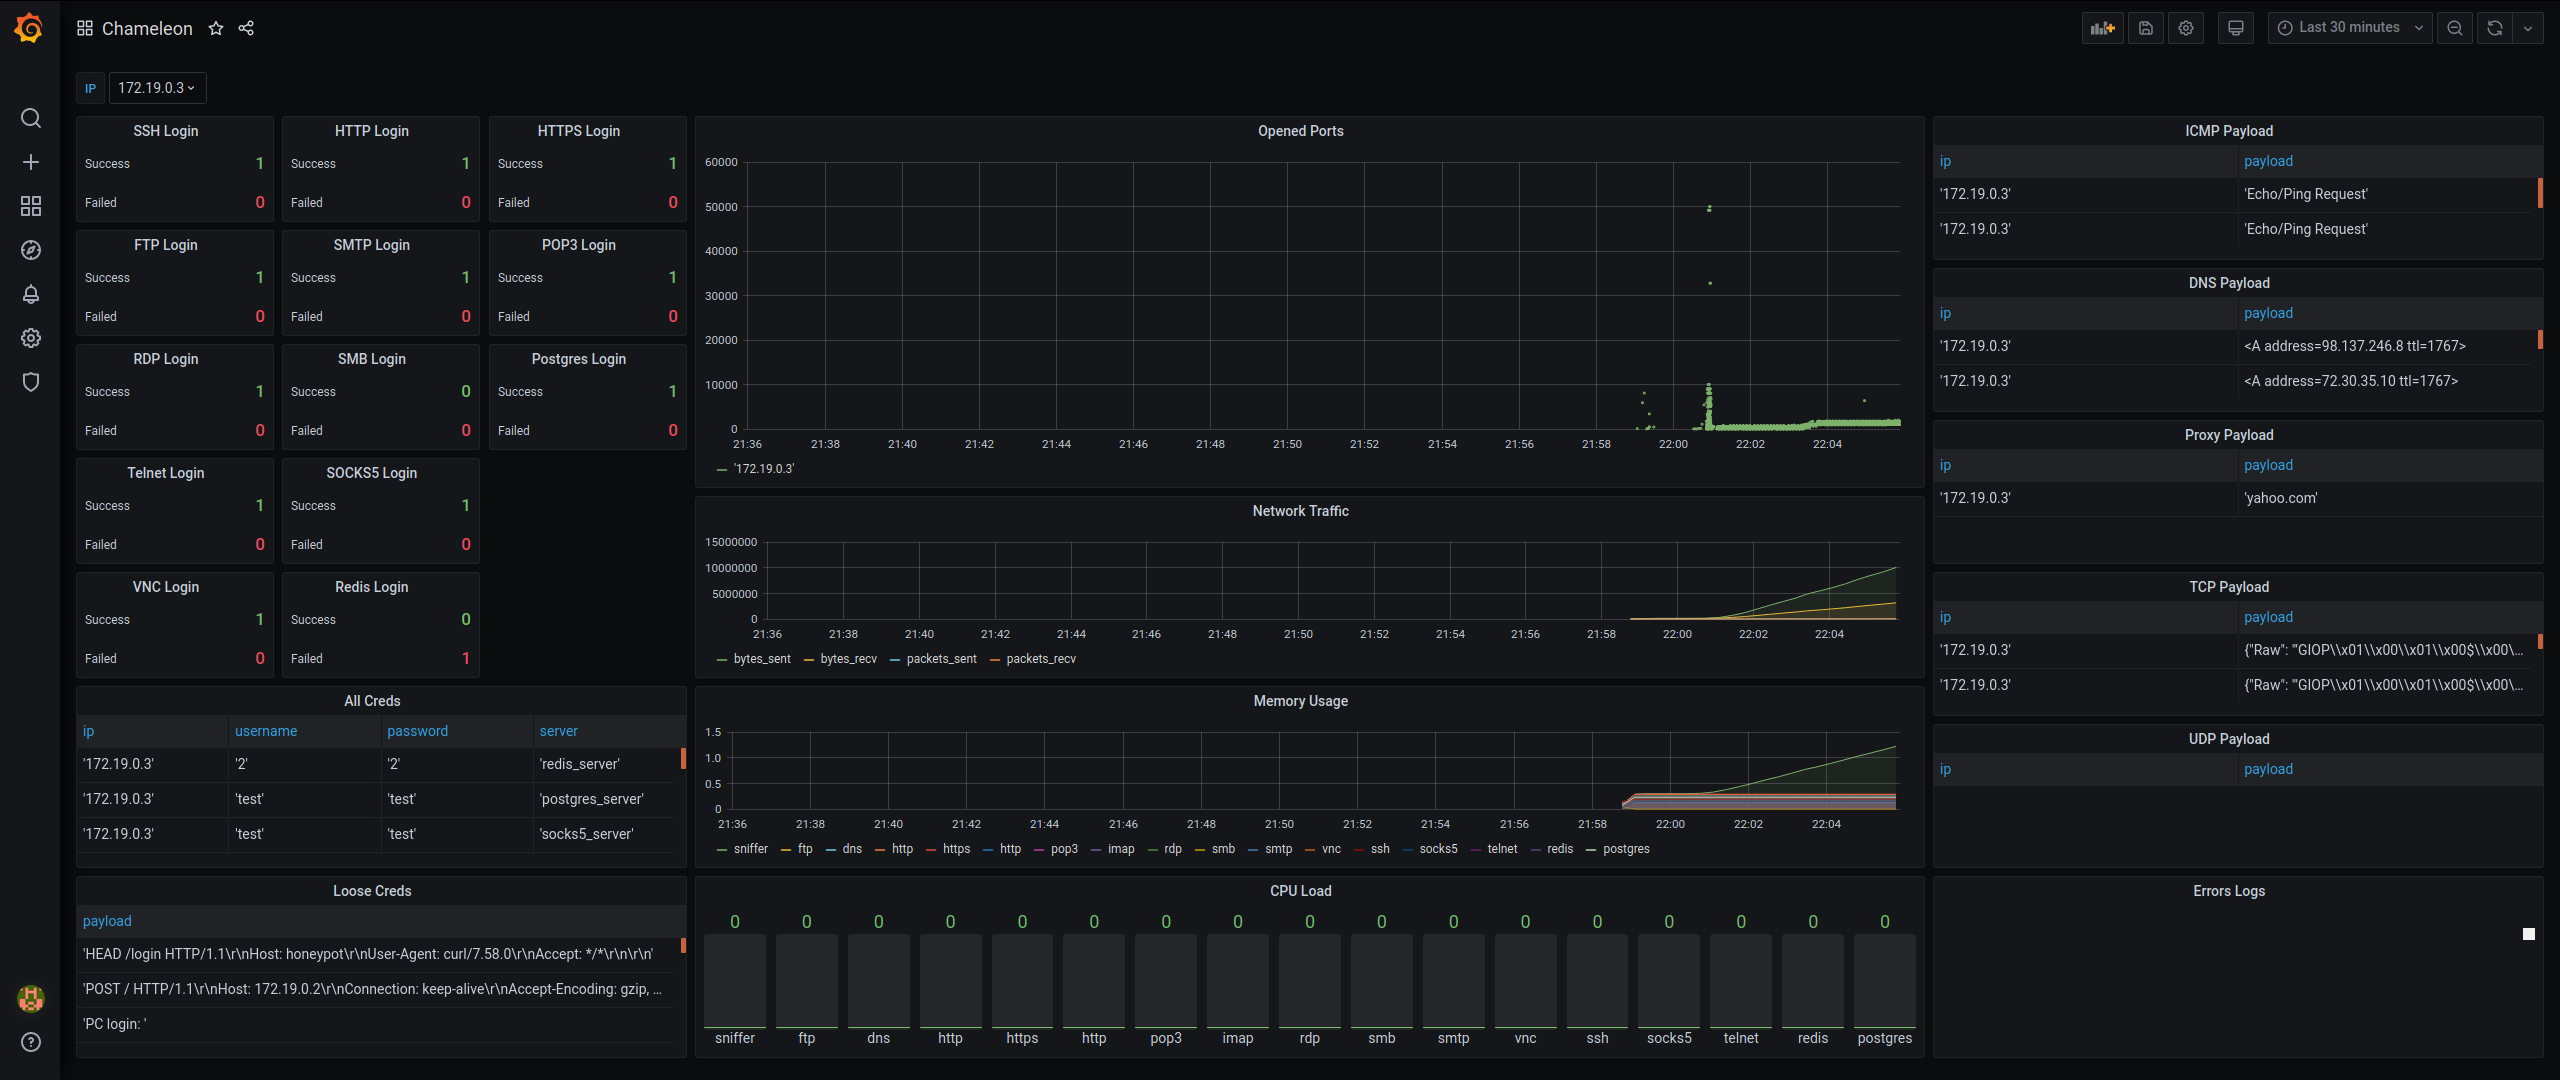 Chameleon
Last 30 minutes
IP 172.19.0.3
SSH Login
Success 1
Failed 0
HTTP Login
Success 1
Failed 0
HTTPS Login
Success 1
Failed 0
FTP Login
Success 1
Failed 0
SMTP Login
Success 1
Failed 0
POP3 Login
Success 1
Failed 0
RDP Login
Success 1
Failed 0
SMB Login
Success 0
Failed 0
Postgres Login
Success 1
Failed 0
Telnet Login
Success 1
Failed 0
SOCKS5 Login
Success 1
Failed 0
VNC Login
Success 1
Failed 0
Redis Login
Success 0
Failed 1
All Creds
ip username password server
'172.19.0.3' '2' '2' 'redis_server'
'172.19.0.3' 'test' 'test' 'postgres_server'
'172.19.0.3' 'test' 'test' 'socks5_server'
Loose Creds
payload
'HEAD /login HTTP/1.1\r\nHost: honeypot\r\nUser-Agent: curl/7.58.0\r\nAccept: */*\r\n\r\n'
'POST / HTTP/1.1\r\nHost: 172.19.0.2\r\nConnection: keep-alive\r\nAccept-Encoding: gzip, ...
'PC login: '
Opened Ports
60000
50000
40000
30000
20000
10000
0
21:36 21:38 21:40 21:42 21:44 21:46 21:48 21:50 21:52 21:54 21:56 21:58 22:00 22:02 22:04
'172.19.0.3'
Network Traffic
15000000
10000000
5000000
0
21:36 21:38 21:40 21:42 21:44 21:46 21:48 21:50 21:52 21:54 21:56 21:58 22:00 22:02 22:04
bytes_sent bytes_recv packets_sent packets_recv
Memory Usage
1.5
1.0
0.5
0
21:36 21:38 21:40 21:42 21:44 21:46 21:48 21:50 21:52 21:54 21:56 21:58 22:00 22:02 22:04
sniffer ftp dns http https http pop3 imap rdp smb smtp vnc ssh socks5 telnet redis postgres
CPU Load
0 0 0 0 0 0 0 0 0 0 0 0 0 0 0 0 0
sniffer ftp dns http https http pop3 imap rdp smb smtp vnc ssh socks5 telnet redis postgres
ICMP Payload
ip payload
'172.19.0.3' 'Echo/Ping Request'
'172.19.0.3' 'Echo/Ping Request'
DNS Payload
ip payload
'172.19.0.3' <A address=98.137.246.8 ttl=1767>
'172.19.0.3' <A address=72.30.35.10 ttl=1767>
Proxy Payload
ip payload
'172.19.0.3' 'yahoo.com'
TCP Payload
ip payload
'172.19.0.3' {"Raw": "'GIOP\\x01\\x00\\x01\\x00$\\x00\...
'172.19.0.3' {"Raw": "'GIOP\\x01\\x00\\x01\\x00$\\x00\...
UDP Payload
ip payload
Errors Logs